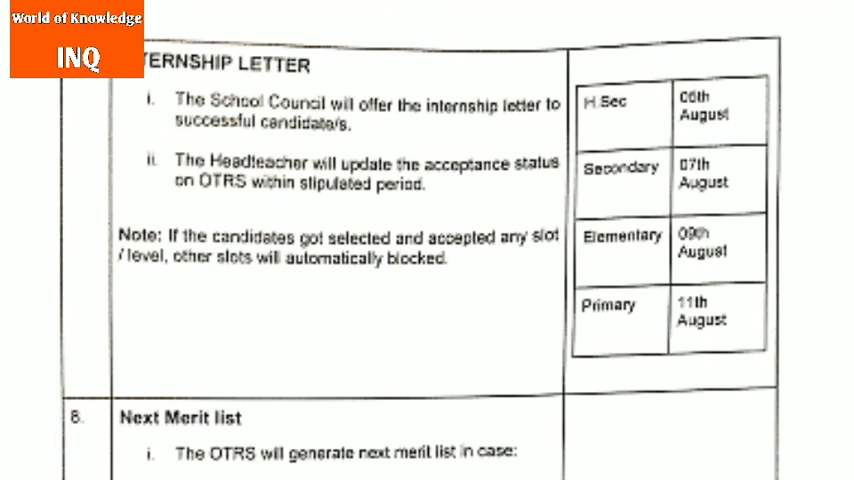 World of Knowledge
INQ
TERNSHIP LETTER
i. The School Council will offer the internship letter to
successful candidate/s.
ii. The Headteacher will update the acceptance status
on OTRS within stipulated period.
Note: If the candidates got selected and accepted any slot
/ level, other slots will automatically blocked.
H.Sec 06th
August
Secondary 07th
August
Elementary 09th
August
Primary 11th
August
8. Next Merit list
i. The OTRS will generate next merit list in case: